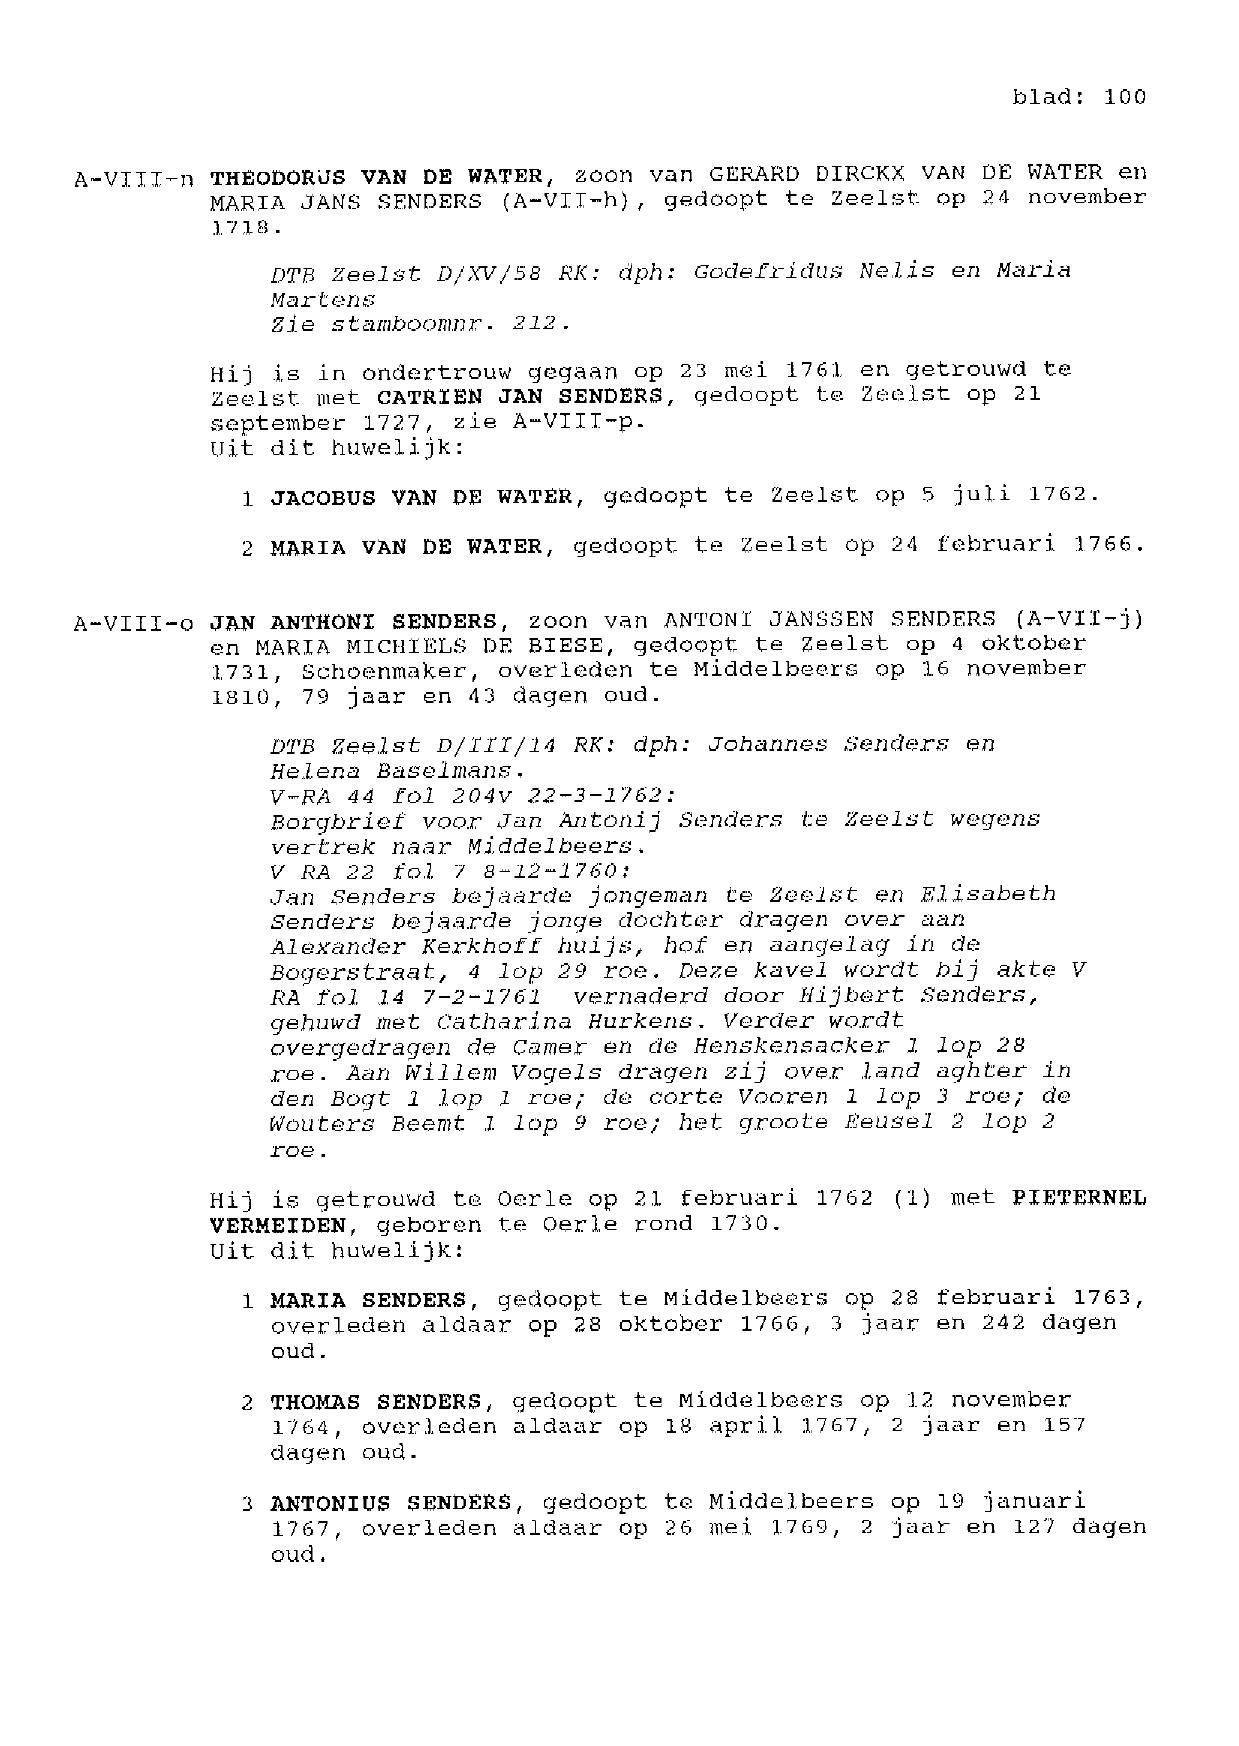 blad: 100
A-VIII-n THEODORUS VAN DE WATER, zoon van GERARD DIRCKX VAN DE WATER en
MARIA JANS SENDERS (A-VII-h), gedoopt te Zeelst op 24 november
1718.
DTB Zeelst D/XV/58 RK: dph: Godefridus Nelis en Maria
Martens
Zie stamboomnr. 212.
Hij is in ondertrouw gegaan op 23 mei 1761 en getrouwd te
Zeelst met CATRIEN JAN SENDERS, gedoopt te Zeelst op 21
september 1727, zie A-VIII-p.
Uit dit huwelijk:
1 JACOBUS VAN DE WATER, gedoopt te Zeelst op 5 juli 1762.
2 MARIA VAN DE WATER, gedoopt te Zeelst op 24 februari 1766.
A-VIII-o JAN ANTHONI SENDERS, zoon van ANTONI JANSSEN SENDERS (A-VII-j)
en MARIA MICHIELS DE BIESE, gedoopt te Zeelst op 4 oktober
1731, Schoenmaker, overleden te Middelbeers op 16 november
1810, 79 jaar en 43 dagen oud.
DTB Zeelst D/III/14 RK: dph: Johannes Senders en
Helena Baselmans.
V-RA 44 fol 204v 22-3-1762:
Borgbrief voor Jan Antonij Senders te Zeelst wegens
vertrek naar Middelbeers.
V RA 22 fol 7 8-12-1760:
Jan Senders bejaarde jongeman te Zeelst en Elisabeth
Senders bejaarde jonge dochter dragen over aan
Alexander Kerkhoff huijs, hof en aangelag in de
Bogerstraat, 4 lop 29 roe. Deze kavel wordt bij akte V
RA fol 14 7-2-1761 vernaderd door Hijbert Senders,
gehuwd met Catharina Hurkens. Verder wordt
overgedragen de Camer en de Henskensacker 1 lop 28
roe. Aan Willem Vogels dragen zij over land aghter in
den Bogt 1 lop 1 roe; de corte Vooren 1 lop 3 roe; de
Wouters Beemt 1 lop 9 roe; het groote Eeusel 2 lop 2
roe.
Hij is getrouwd te Oerle op 21 februari 1762 (1) met PIETERNEL
VERMEIDEN, geboren te Oerle rond 1730.
Uit dit huwelijk:
1 MARIA SENDERS, gedoopt te Middelbeers op 28 februari 1763,
overleden aldaar op 28 oktober 1766, 3 jaar en 242 dagen
oud.
2 THOMAS SENDERS, gedoopt te Middelbeers op 12 november
1764, overleden aldaar op 18 april 1767, 2 jaar en 157
dagen oud.
3 ANTONIUS SENDERS, gedoopt te Middelbeers op 19 januari
1767, overleden aldaar op 26 mei 1769, 2 jaar en 127 dagen
oud.